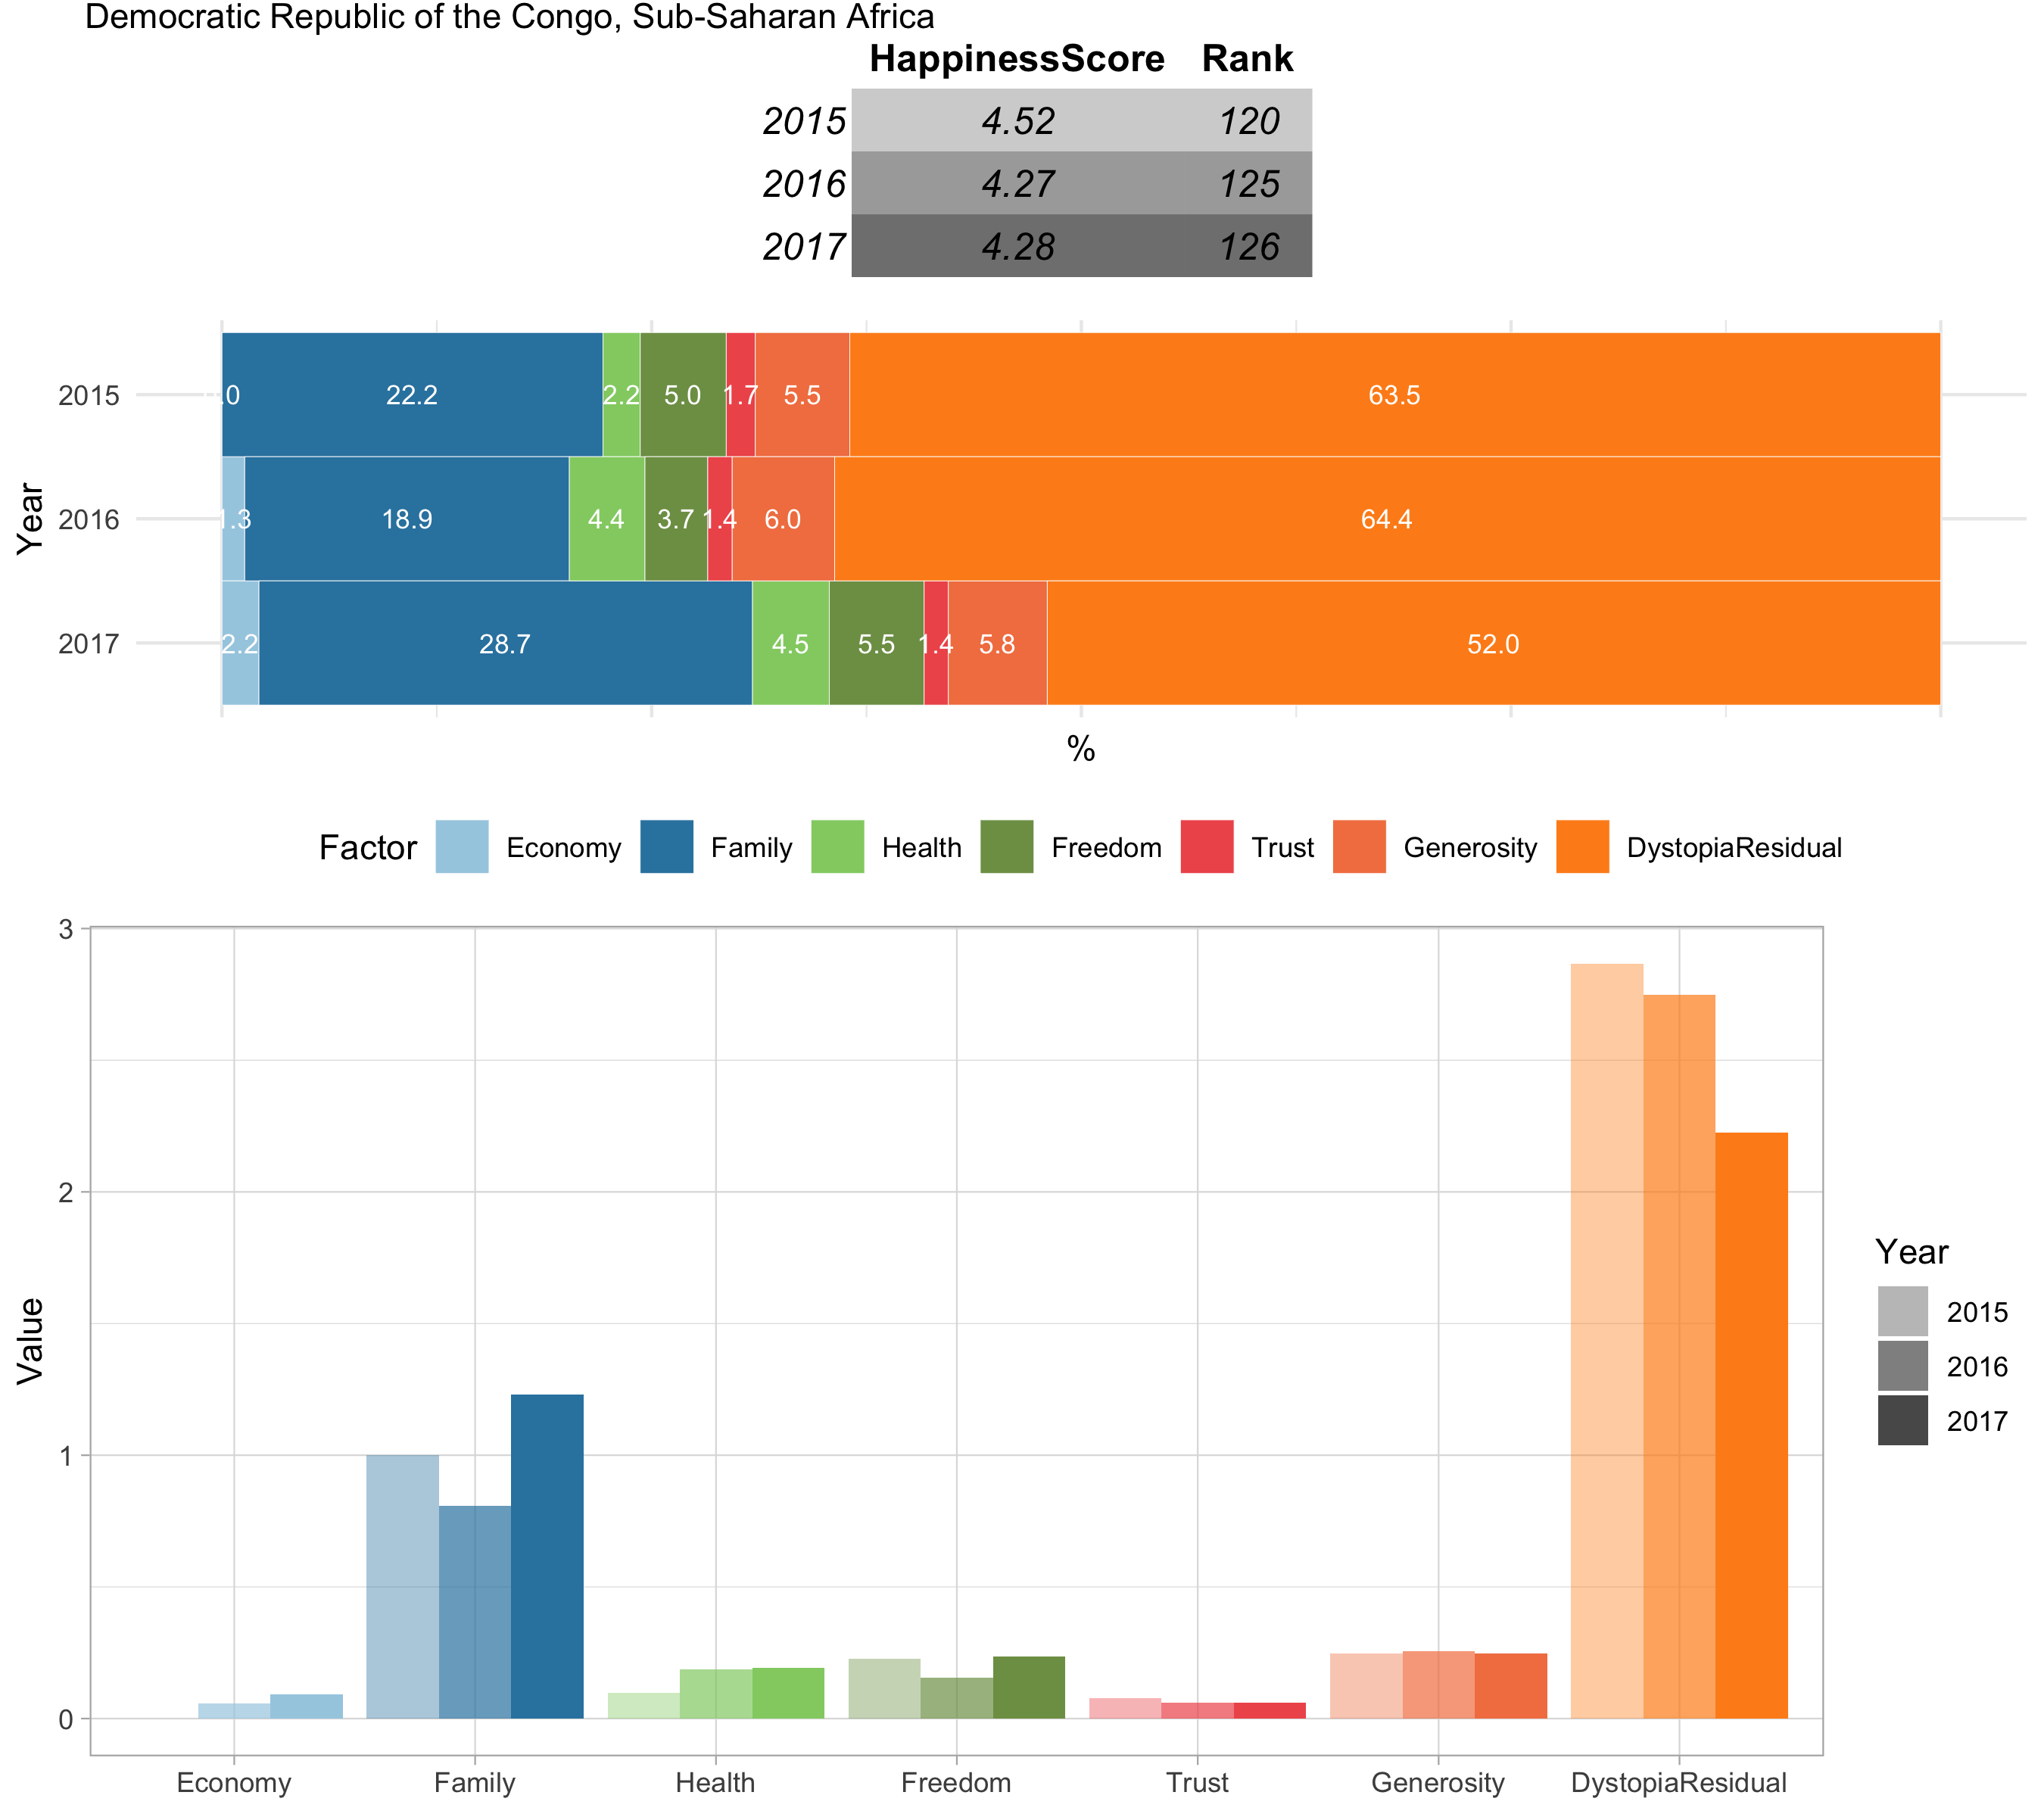 Democratic Republic of the Congo, Sub-Saharan Africa
HappinessScore Rank
2015 4.52 120
2016 4.27 125
2017 4.28 126
Year
2015 .0 22.2 2.2 5.0 1.7 5.5 63.5
2016 1.3 18.9 4.4 3.7 1.4 6.0 64.4
2017 2.2 28.7 4.5 5.5 1.4 5.8 52.0
%
Factor Economy Family Health Freedom Trust Generosity DystopiaResidual
Value
3
2
1
0
Economy Family Health Freedom Trust Generosity DystopiaResidual
Year
2015
2016
2017